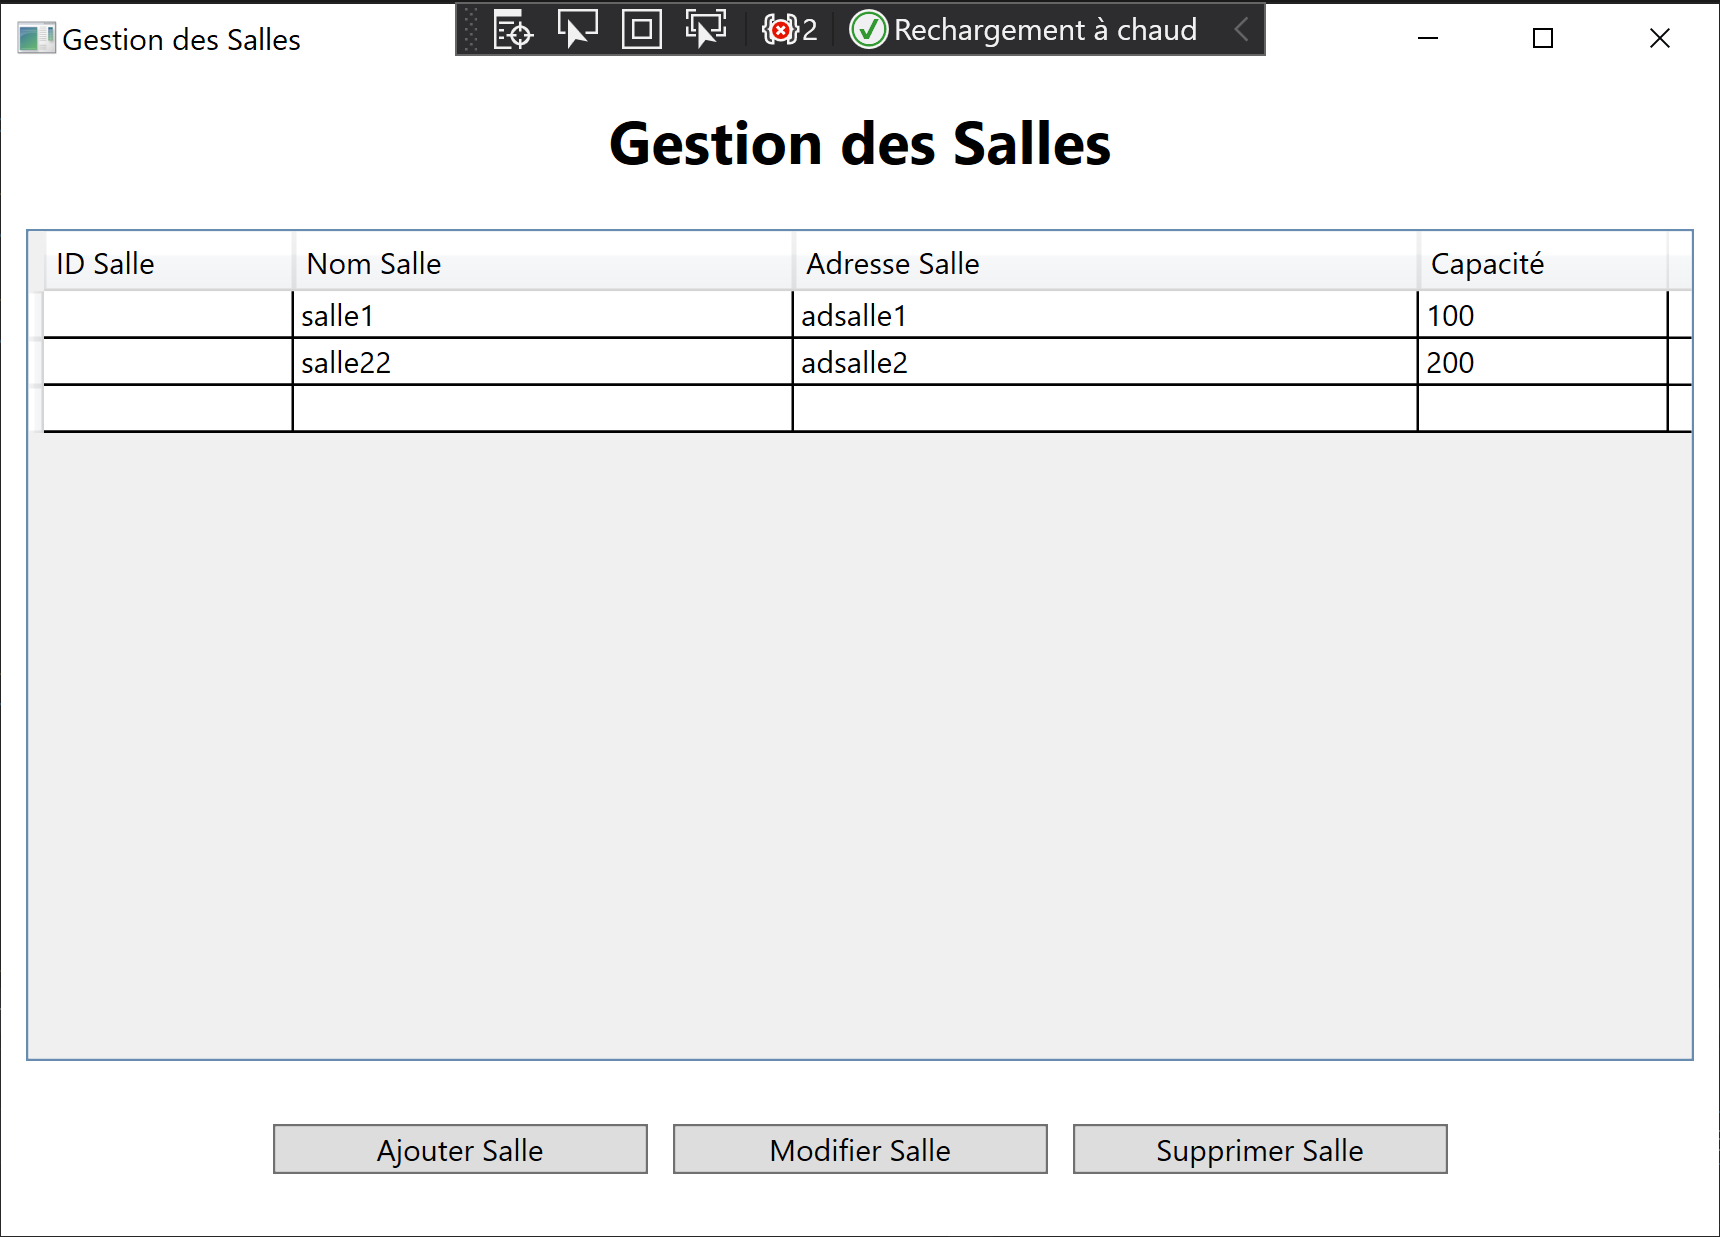 Gestion des Salles
2
Rechargement à chaud
Gestion des Salles
ID Salle Nom Salle Adresse Salle Capacité
salle1 adsalle1 100
salle22 adsalle2 200
Ajouter Salle Modifier Salle Supprimer Salle